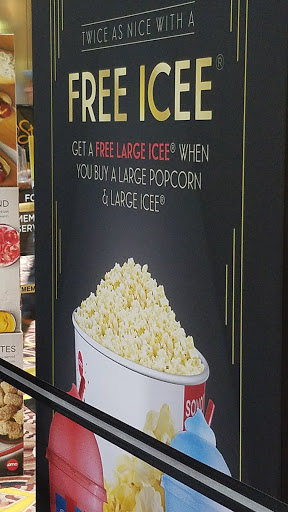 TWICE AS NICE WITH A
FREE ICEE®
GET A FREE LARGE ICEE® WHEN
YOU BUY A LARGE POPCORN
& LARGE ICEE®